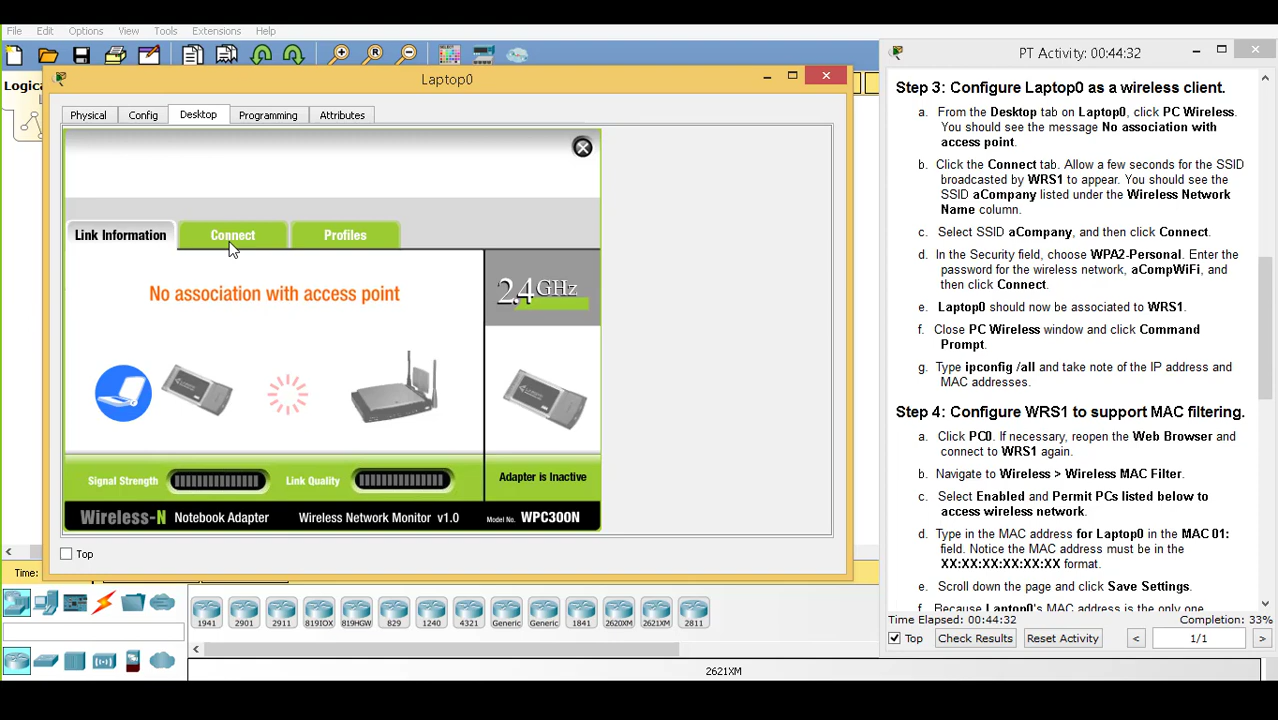 File Edit Options View Tools Extensions Help
Logica
Laptop0
Physical Config Desktop Programming Attributes
Link Information Connect Profiles
No association with access point
2.4GHz
Signal Strength Link Quality Adapter is Inactive
Wireless-N Notebook Adapter Wireless Network Monitor v1.0 Model No. WPC300N
Top
Time:
1941 2901 2911 819IOX 819HGW 829 1240 4321 Generic Generic 1841 2620XM 2621XM 2811
2621XM
PT Activity: 00:44:32
Step 3: Configure Laptop0 as a wireless client.
a. From the Desktop tab on Laptop0, click PC Wireless.
You should see the message No association with
access point.
b. Click the Connect tab. Allow a few seconds for the SSID
broadcasted by WRS1 to appear. You should see the
SSID aCompany listed under the Wireless Network
Name column.
c. Select SSID aCompany, and then click Connect.
d. In the Security field, choose WPA2-Personal. Enter the
password for the wireless network, aCompWiFi, and
then click Connect.
e. Laptop0 should now be associated to WRS1.
f. Close PC Wireless window and click Command
Prompt.
g. Type ipconfig /all and take note of the IP address and
MAC addresses.
Step 4: Configure WRS1 to support MAC filtering.
a. Click PC0. If necessary, reopen the Web Browser and
connect to WRS1 again.
b. Navigate to Wireless > Wireless MAC Filter.
c. Select Enabled and Permit PCs listed below to
access wireless network.
d. Type in the MAC address for Laptop0 in the MAC 01:
field. Notice the MAC address must be in the
XX:XX:XX:XX:XX:XX format.
e. Scroll down the page and click Save Settings.
f. Because Laptop0's MAC address is the only one
Time Elapsed: 00:44:32 Completion: 33%
Top Check Results Reset Activity < 1/1 >